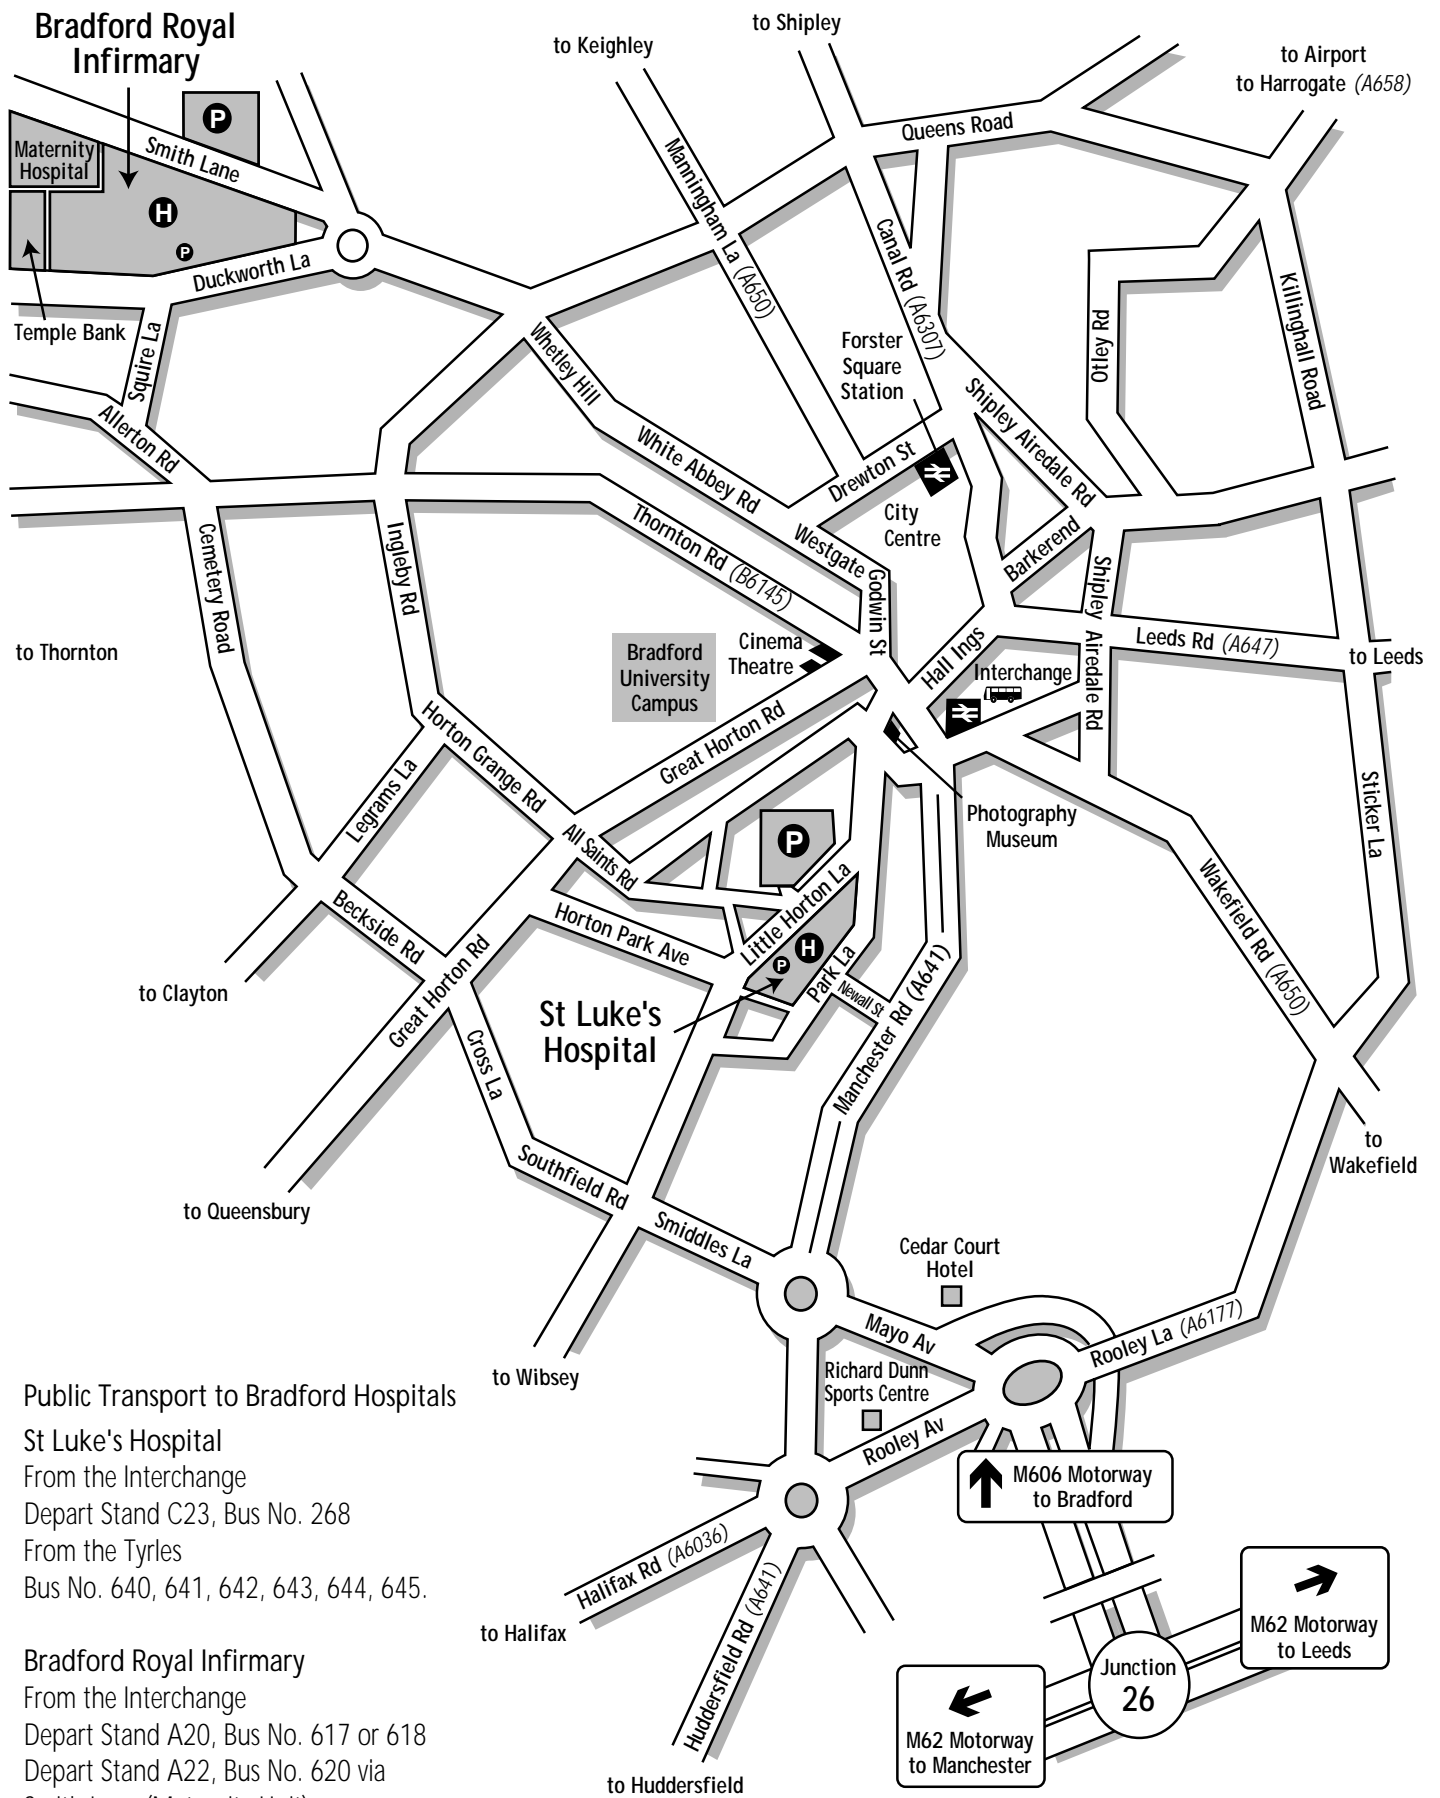 Bradford Royal
Infirmary
to Keighley
to Shipley
to Airport
to Harrogate (A658)
P
Maternity
Hospital
Smith Lane
H
P
Duckworth La
Temple Bank
Squire La
Allerton Rd
Manningham La (A650)
Queens Road
Canal Rd (A6307)
Forster
Square
Station
Otley Rd
Killinghall Road
Whetley Hill
White Abbey Rd
Drewton St
Shipley Airedale Rd
City
Centre
Westgate
Barkerend
Godwin St
Thornton Rd (B6145)
Cemetery Road
Ingleby Rd
to Thornton
Bradford
University
Campus
Cinema
Theatre
Hall Ings
Interchange
Shipley Airedale Rd
Leeds Rd (A647)
to Leeds
Horton Grange Rd
Great Horton Rd
Legrams La
All Saints Rd
P
Photography
Museum
Sticker La
Little Horton La
Wakefield Rd (A650)
Beckside Rd
Horton Park Ave
H
P
Park La
Newall St
Manchester Rd (A641)
to Clayton
Great Horton Rd
St Luke's
Hospital
Cross La
Southfield Rd
to
Wakefield
to Queensbury
Smiddles La
Cedar Court
Hotel
Mayo Av
Rooley La (A6177)
to Wibsey
Richard Dunn
Sports Centre
Rooley Av
M606 Motorway
to Bradford
Halifax Rd (A6036)
to Halifax
Huddersfield Rd (A641)
to Huddersfield
M62 Motorway
to Leeds
Junction
26
M62 Motorway
to Manchester
Public Transport to Bradford Hospitals
St Luke's Hospital
From the Interchange
Depart Stand C23, Bus No. 268
From the Tyrles
Bus No. 640, 641, 642, 643, 644, 645.
Bradford Royal Infirmary
From the Interchange
Depart Stand A20, Bus No. 617 or 618
Depart Stand A22, Bus No. 620 via